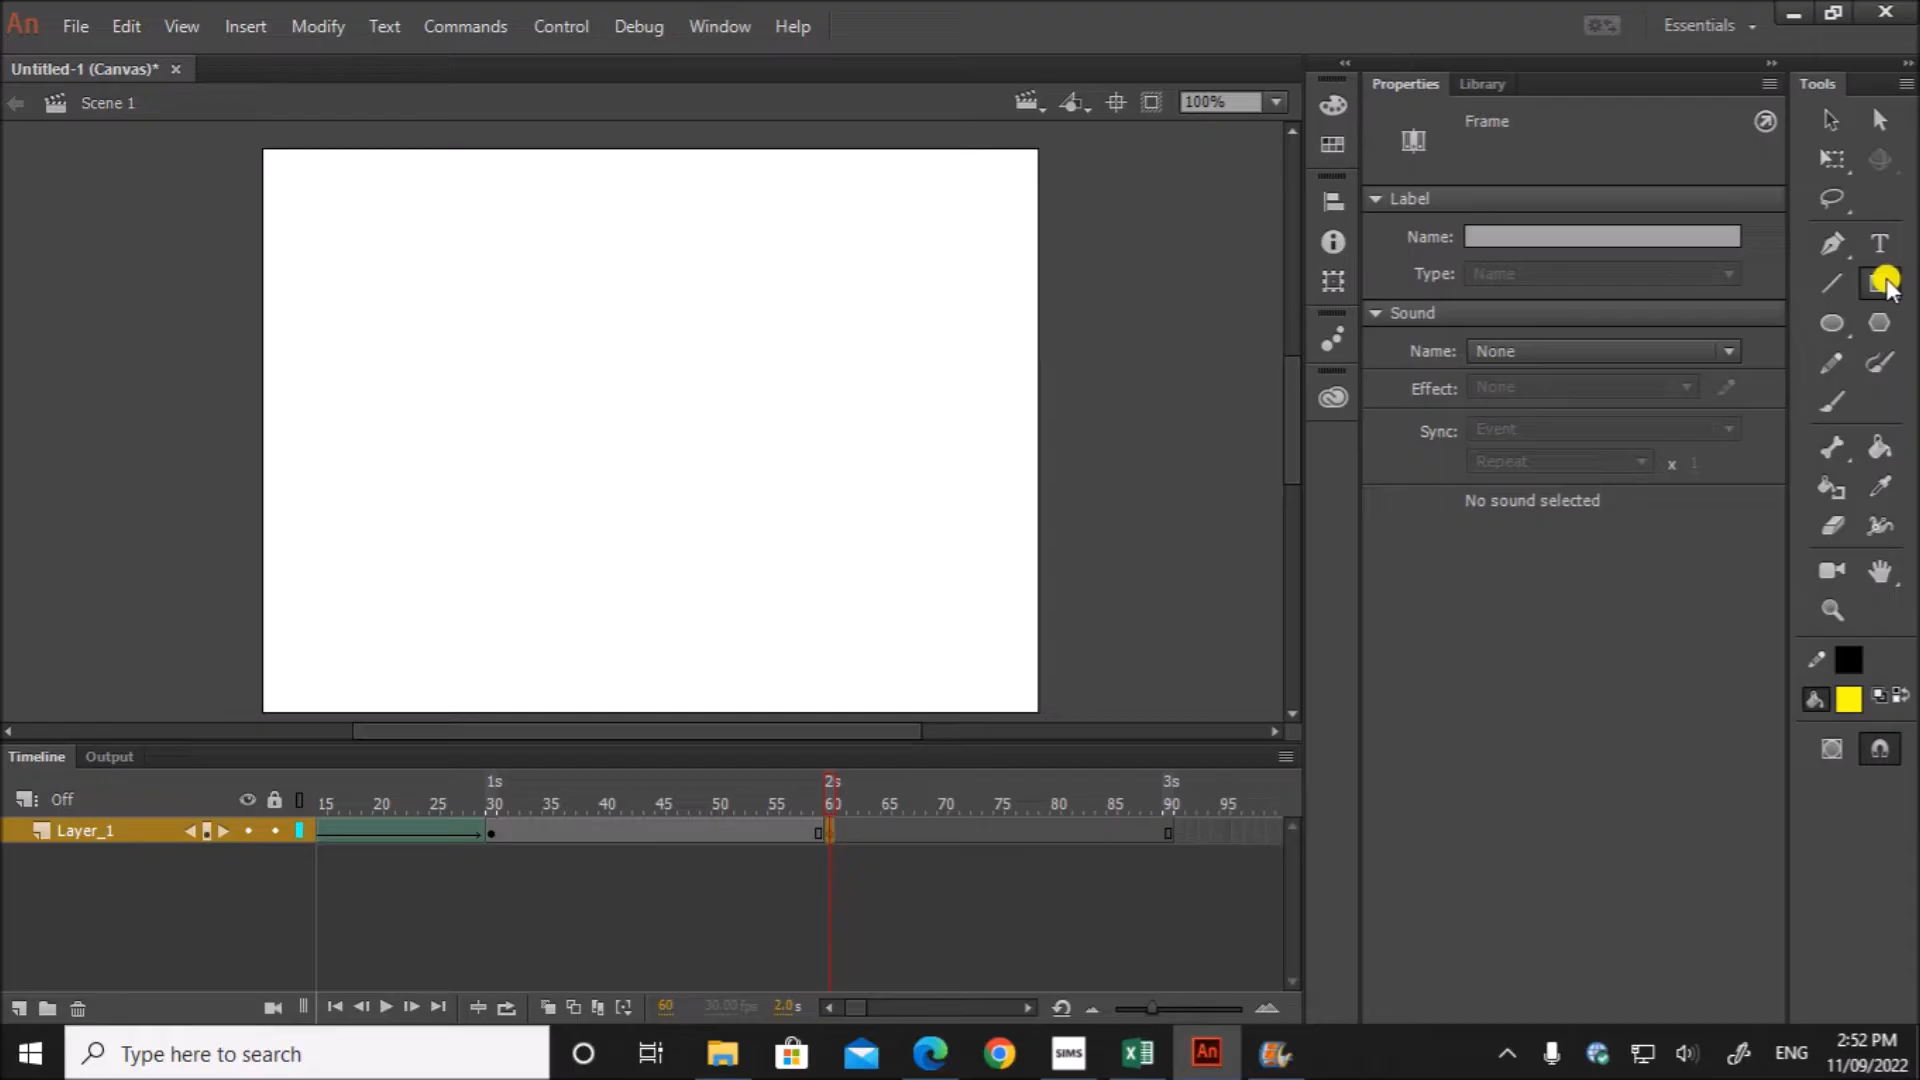 An File Edit View Insert Modify Text Commands Control Debug Window Help Essentials
Untitled-1 (Canvas)* ×
Properties Library Tools
Scene 1 100%
Frame
Label
Name:
Type: Name
Sound
Name: None
Effect: None
Sync: Event
Repeat x 1
No sound selected
Timeline Output
1s 2s 3s
Off 15 20 25 30 35 40 45 50 55 60 65 70 75 80 85 90 95
Layer_1
60 30.00 fps 2.0s
Type here to search SIMS An ENG 2:52 PM
11/09/2022